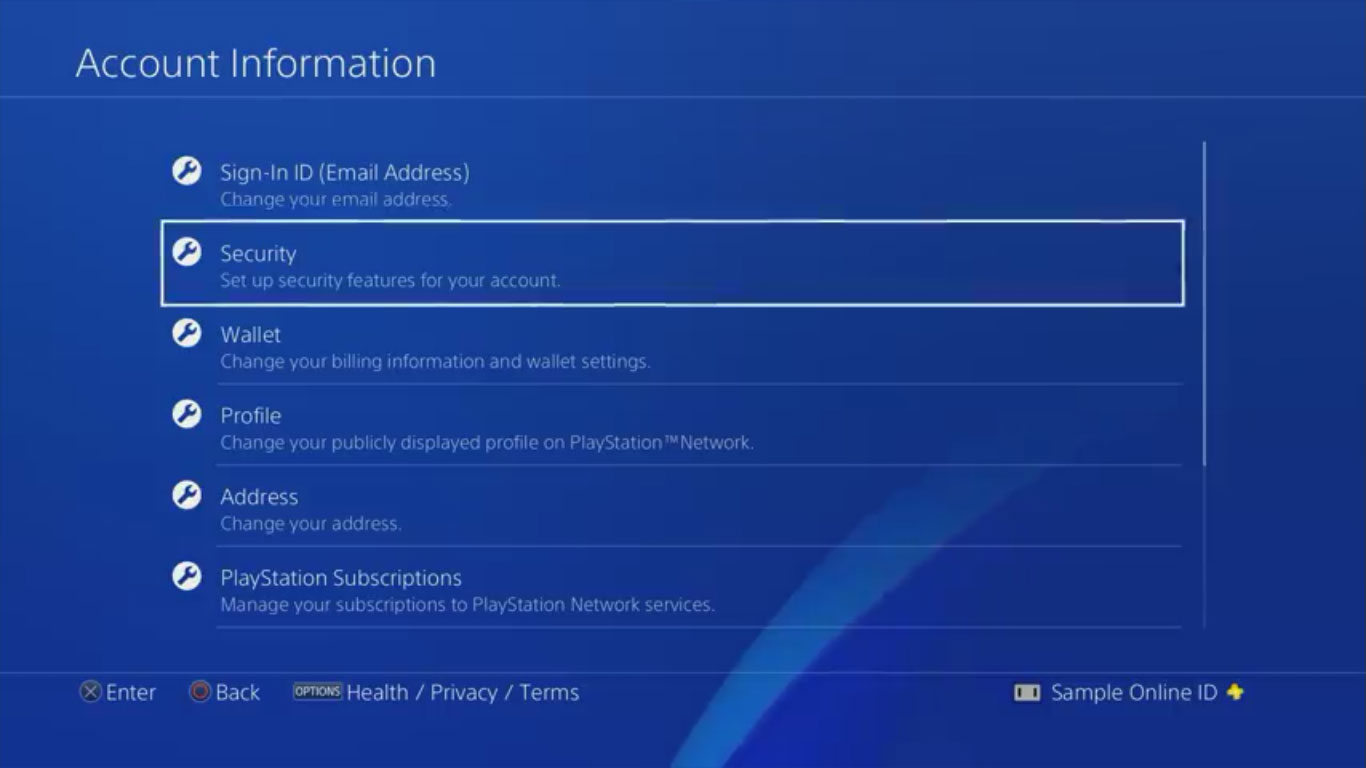 Account Information
Sign-In ID (Email Address)
Change your email address.
Security
Set up security features for your account.
Wallet
Change your billing information and wallet settings.
Profile
Change your publicly displayed profile on PlayStation™Network.
Address
Change your address.
PlayStation Subscriptions
Manage your subscriptions to PlayStation Network services.
Enter Back OPTIONS Health / Privacy / Terms Sample Online ID